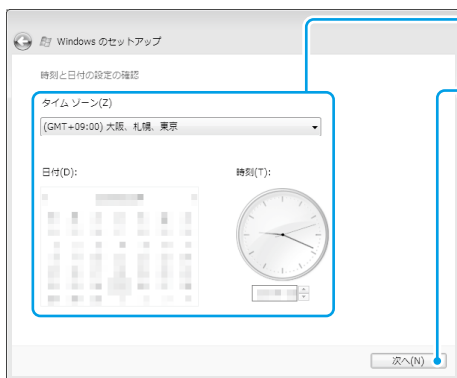 Windows のセットアップ
時刻と日付の設定の確認
タイム ゾーン(Z)
(GMT+09:00) 大阪、札幌、東京
日付(D):
時刻(T):
次へ(N)